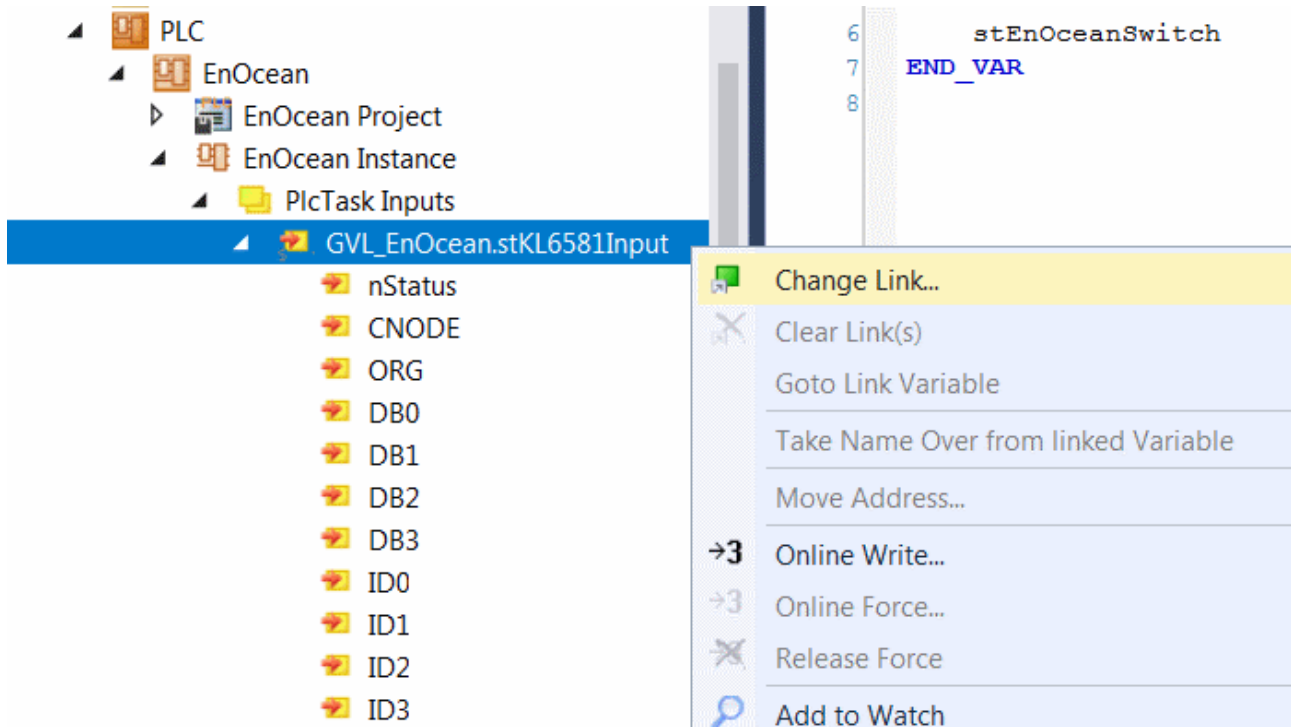 PLC
EnOcean
EnOcean Project
EnOcean Instance
PlcTask Inputs
GVL_EnOcean.stKL6581Input
nStatus
CNODE
ORG
DB0
DB1
DB2
DB3
ID0
ID1
ID2
ID3
6 stEnOceanSwitch
7 END_VAR
8
Change Link...
Clear Link(s)
Goto Link Variable
Take Name Over from linked Variable
Move Address...
→3 Online Write...
→3 Online Force...
Release Force
Add to Watch